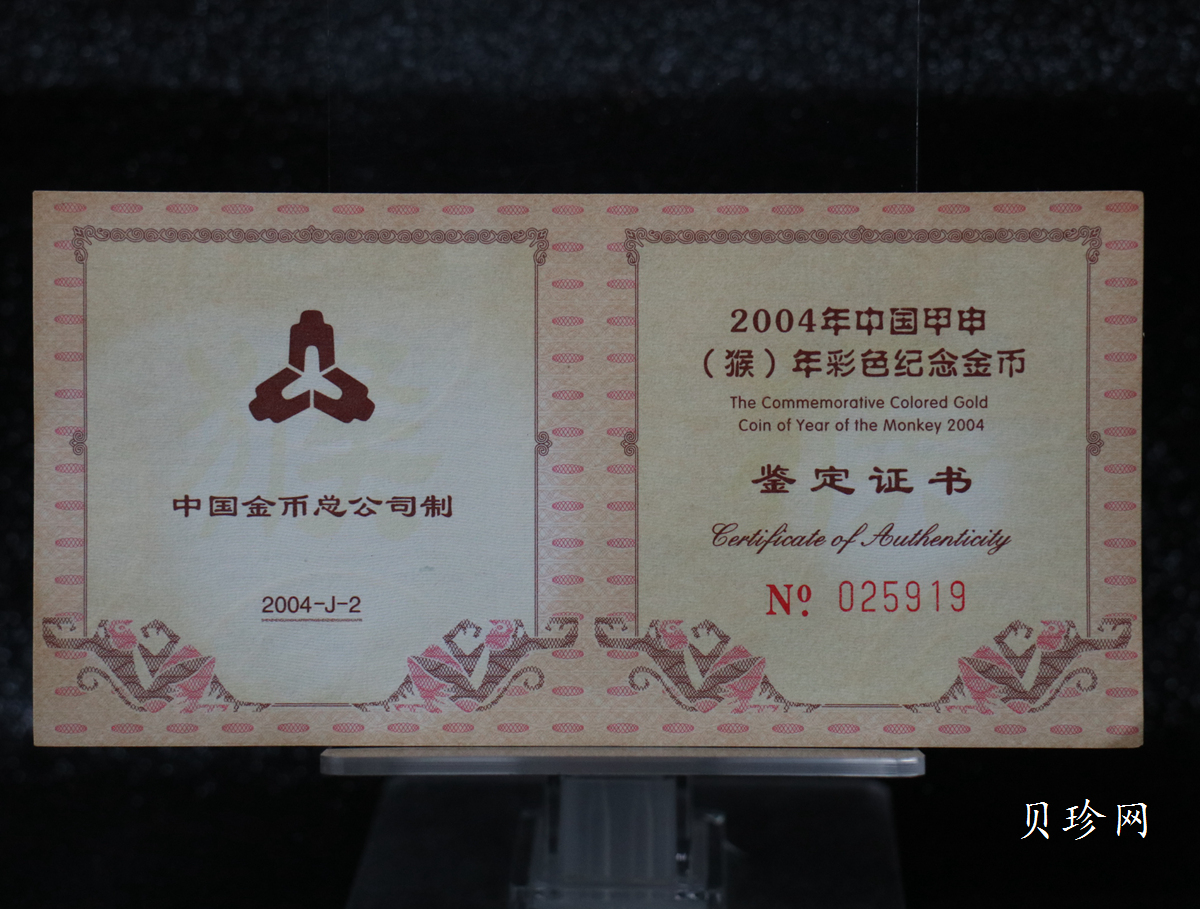 中国金币总公司制
2004-J-2
2004年中国甲申
（猴）年彩色纪念金币
The Commemorative Colored Gold
Coin of Year of the Monkey 2004
鉴定证书
Certificate of Authenticity
Nº. 025919
贝珍网